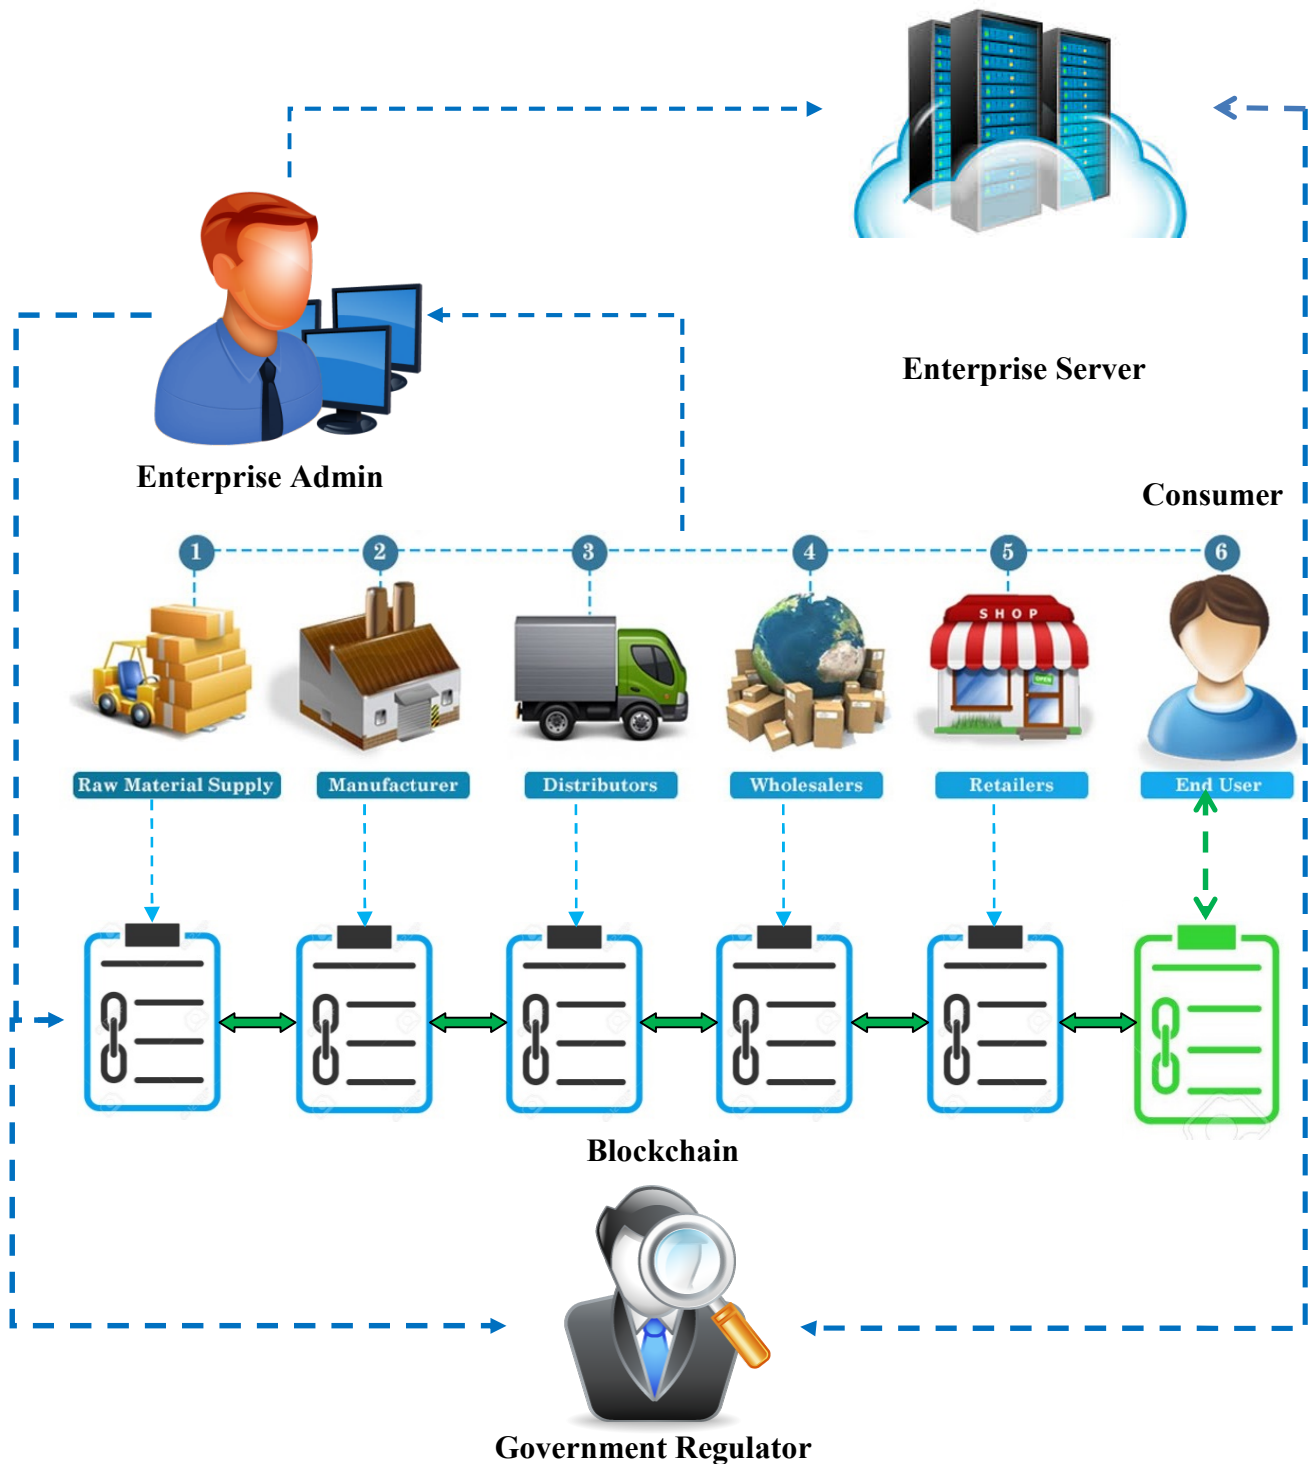 Enterprise Server
Enterprise Admin
Consumer
1
2
3
4
5
6
SHOP
OPEN
Raw Material Supply
Manufacturer
Distributors
Wholesalers
Retailers
End User
Blockchain
Government Regulator